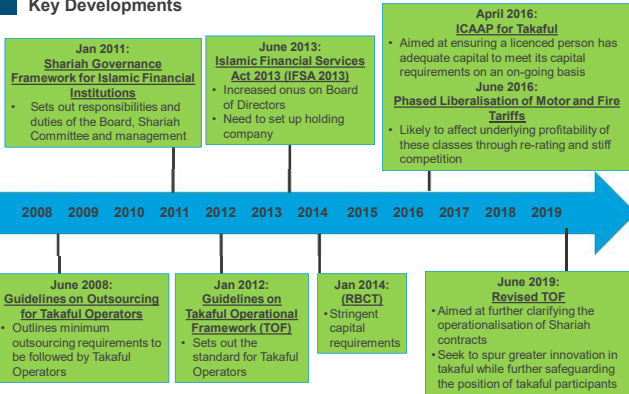 Key Developments
Jan 2011:
Shariah Governance
Framework for Islamic Financial
Institutions
• Sets out responsibilities and
duties of the Board, Shariah
Committee and management
June 2013:
Islamic Financial Services
Act 2013 (IFSA 2013)
• Increased onus on Board
of Directors
• Need to set up holding
company
April 2016:
ICAAP for Takaful
• Aimed at ensuring a licenced person has
adequate capital to meet its capital
requirements on an on-going basis
June 2016:
Phased Liberalisation of Motor and Fire
Tariffs
• Likely to affect underlying profitability of
these classes through re-rating and stiff
competition
2008 2009 2010 2011 2012 2013 2014 2015 2016 2017 2018 2019
June 2008:
Guidelines on Outsourcing
for Takaful Operators
• Outlines minimum
outsourcing requirements to
be followed by Takaful
Operators
Jan 2012:
Guidelines on
Takaful Operational
Framework (TOF)
• Sets out the
standard for Takaful
Operators
Jan 2014:
(RBCT)
• Stringent
capital
requirements
June 2019:
Revised TOF
• Aimed at further clarifying the
operationalisation of Shariah
contracts
• Seek to spur greater innovation in
takaful while further safeguarding
the position of takaful participants